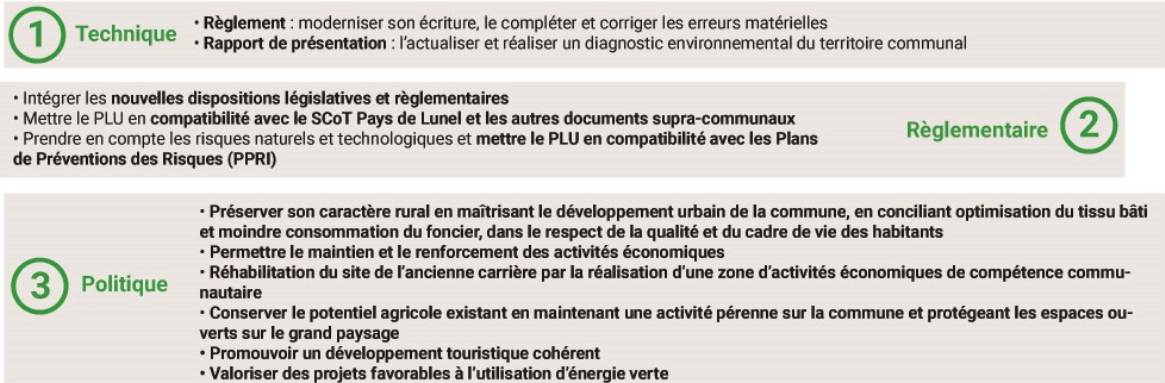 1 Technique
• Règlement : moderniser son écriture, le compléter et corriger les erreurs matérielles
• Rapport de présentation : l'actualiser et réaliser un diagnostic environnemental du territoire communal
• Intégrer les nouvelles dispositions législatives et règlementaires
• Mettre le PLU en compatibilité avec le SCoT Pays de Lunel et les autres documents supra-communaux
• Prendre en compte les risques naturels et technologiques et mettre le PLU en compatibilité avec les Plans
de Préventions des Risques (PPRI)
Règlementaire 2
3 Politique
• Préserver son caractère rural en maîtrisant le développement urbain de la commune, en conciliant optimisation du tissu bâti
et moindre consommation du foncier, dans le respect de la qualité et du cadre de vie des habitants
• Permettre le maintien et le renforcement des activités économiques
• Réhabilitation du site de l'ancienne carrière par la réalisation d'une zone d'activités économiques de compétence commu-
nautaire
• Conserver le potentiel agricole existant en maintenant une activité pérenne sur la commune et protégeant les espaces ou-
verts sur le grand paysage
• Promouvoir un développement touristique cohérent
• Valoriser des projets favorables à l'utilisation d'énergie verte